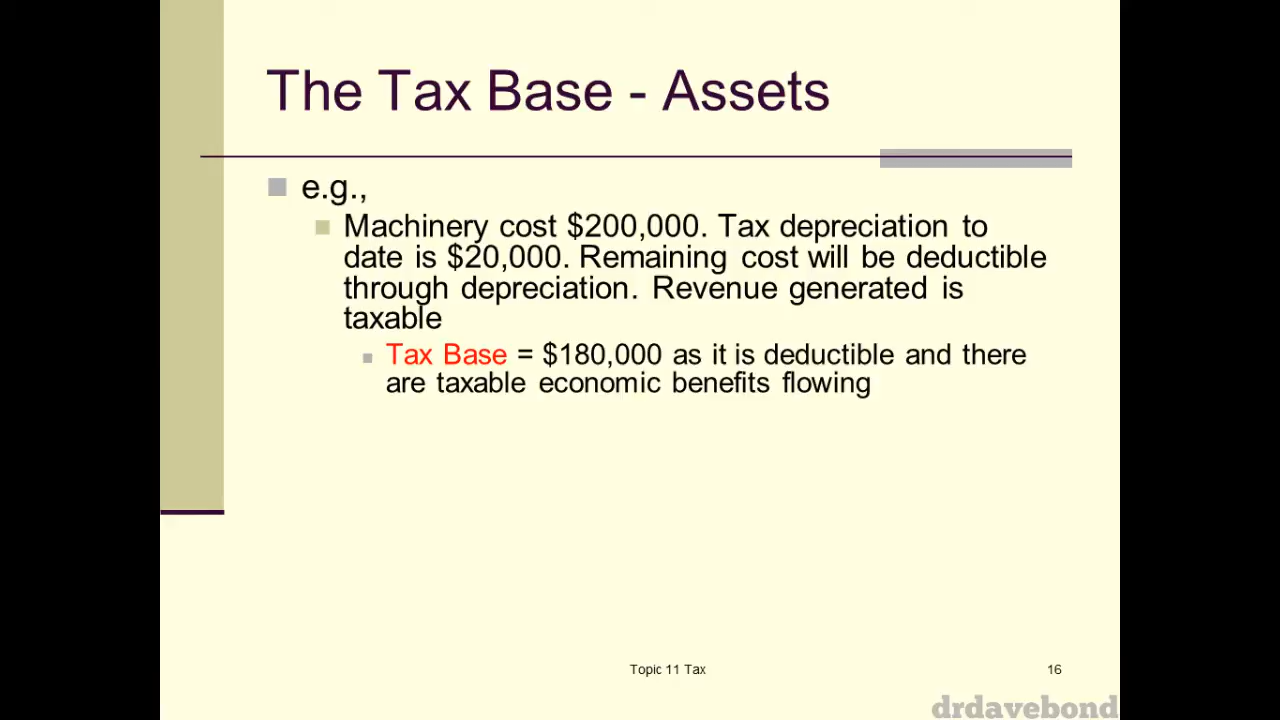 The Tax Base - Assets
e.g.,
Machinery cost $200,000. Tax depreciation to
date is $20,000. Remaining cost will be deductible
through depreciation. Revenue generated is
taxable
Tax Base = $180,000 as it is deductible and there
are taxable economic benefits flowing
Topic 11 Tax
16
drdavebond